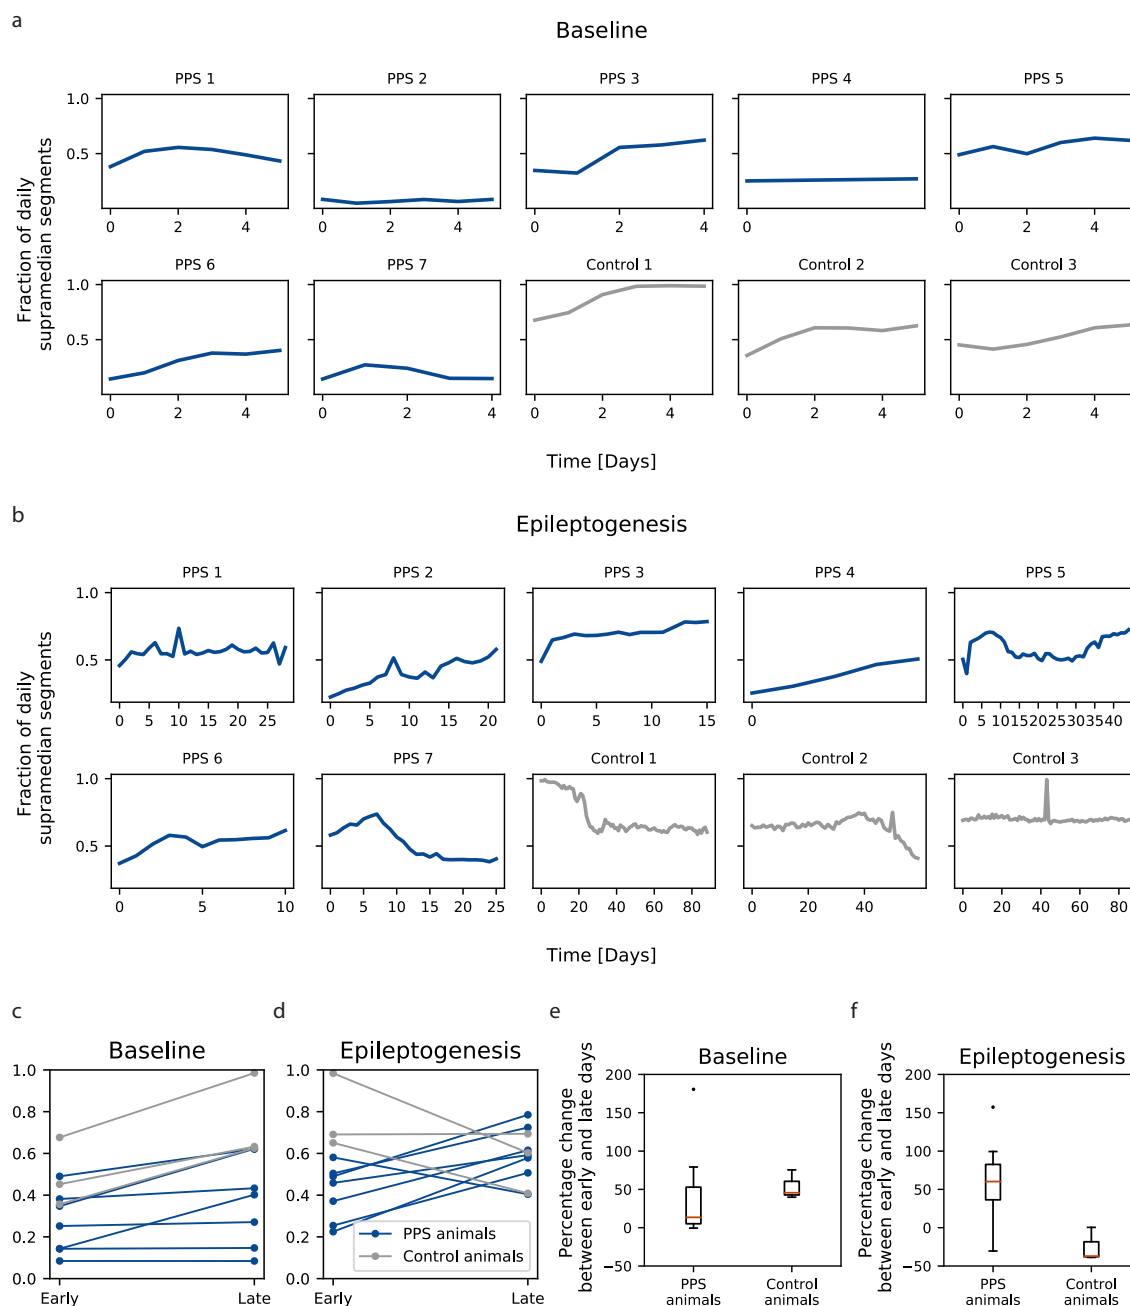 a
Baseline
PPS 1 PPS 2 PPS 3 PPS 4 PPS 5
1.0
0.5
0 2 4 0 2 4 0 2 4 0 0 2 4
PPS 6 PPS 7 Control 1 Control 2 Control 3
1.0
0.5
0 2 4 0 2 4 0 2 4 0 2 4 0 2 4
Fraction of daily
supramedian segments
Time [Days]
b
Epileptogenesis
PPS 1 PPS 2 PPS 3 PPS 4 PPS 5
1.0
0.5
0 5 10 15 20 25 0 5 10 15 20 0 5 10 15 0 0 5 10 15 20 25 30 35 40
PPS 6 PPS 7 Control 1 Control 2 Control 3
1.0
0.5
0 5 10 0 5 10 15 20 25 0 20 40 60 80 0 20 40 0 20 40 60 80
Fraction of daily
supramedian segments
Time [Days]
c
Baseline
1.0
0.8
0.6
0.4
0.2
0.0
Early Late
d
Epileptogenesis
1.0
0.8
0.6
0.4
0.2
0.0
PPS animals
Control animals
Early Late
e
Baseline
Percentage change
between early and late days
200
150
100
50
0
−50
PPS Control
animals animals
f
Epileptogenesis
Percentage change
between early and late days
200
150
100
50
0
−50
PPS Control
animals animals